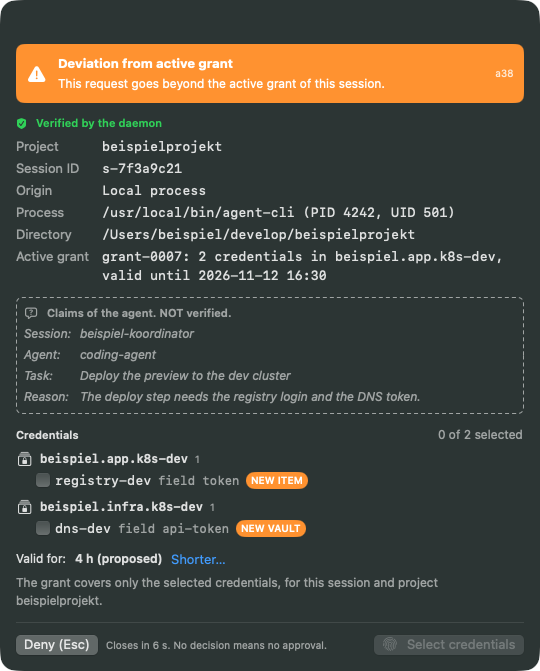 Deviation from active grant
This request goes beyond the active grant of this session.
a38
Verified by the daemon
Project beispielprojekt
Session ID s-7f3a9c21
Origin Local process
Process /usr/local/bin/agent-cli (PID 4242, UID 501)
Directory /Users/beispiel/develop/beispielprojekt
Active grant grant-0007: 2 credentials in beispiel.app.k8s-dev,
valid until 2026-11-12 16:30
Claims of the agent. NOT verified.
Session: beispiel-koordinator
Agent: coding-agent
Task: Deploy the preview to the dev cluster
Reason: The deploy step needs the registry login and the DNS token.
Credentials 0 of 2 selected
beispiel.app.k8s-dev 1
registry-dev field token NEW ITEM
beispiel.infra.k8s-dev 1
dns-dev field api-token NEW VAULT
Valid for: 4 h (proposed) Shorter...
The grant covers only the selected credentials, for this session and project
beispielprojekt.
Deny (Esc) Closes in 6 s. No decision means no approval. Select credentials